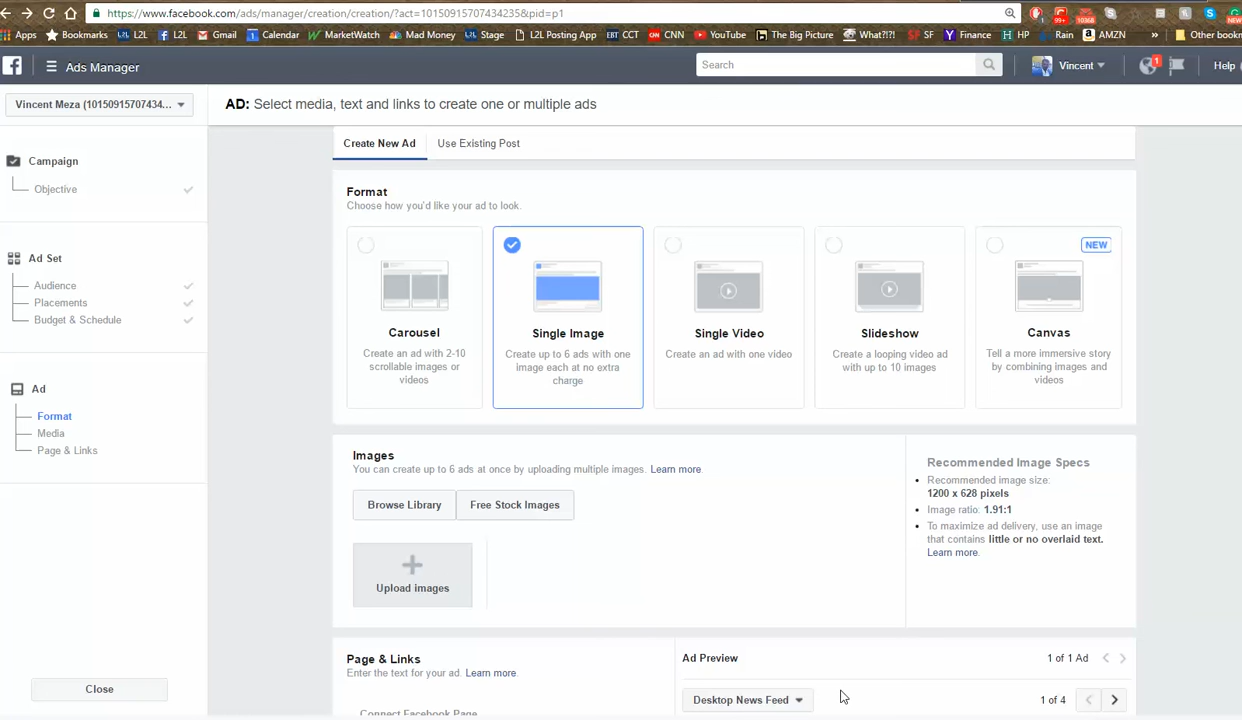 https://www.facebook.com/ads/manager/creation/creation/?act=10150915707434235&pid=p1
Apps Bookmarks L2L L2L Gmail Calendar MarketWatch Mad Money Stage L2L Posting App CCT CNN YouTube The Big Picture What?!?! SF Finance HP Rain AMZN » Other bookm
Ads Manager
Search
Vincent
1
Help
Vincent Meza (10150915707434...
AD: Select media, text and links to create one or multiple ads
Create New Ad
Use Existing Post
Campaign
Objective
Ad Set
Audience
Placements
Budget & Schedule
Ad
Format
Media
Page & Links
Close
Format
Choose how you'd like your ad to look.
Carousel
Create an ad with 2-10
scrollable images or
videos
Single Image
Create up to 6 ads with one
image each at no extra
charge
Single Video
Create an ad with one video
Slideshow
Create a looping video ad
with up to 10 images
NEW
Canvas
Tell a more immersive story
by combining images and
videos
Images
You can create up to 6 ads at once by uploading multiple images. Learn more.
Browse Library
Free Stock Images
Upload images
Recommended Image Specs
Recommended image size:
1200 x 628 pixels
Image ratio: 1.91:1
To maximize ad delivery, use an image
that contains little or no overlaid text.
Learn more.
Page & Links
Enter the text for your ad. Learn more.
Connect Facebook Page
Ad Preview
1 of 1 Ad
Desktop News Feed
1 of 4